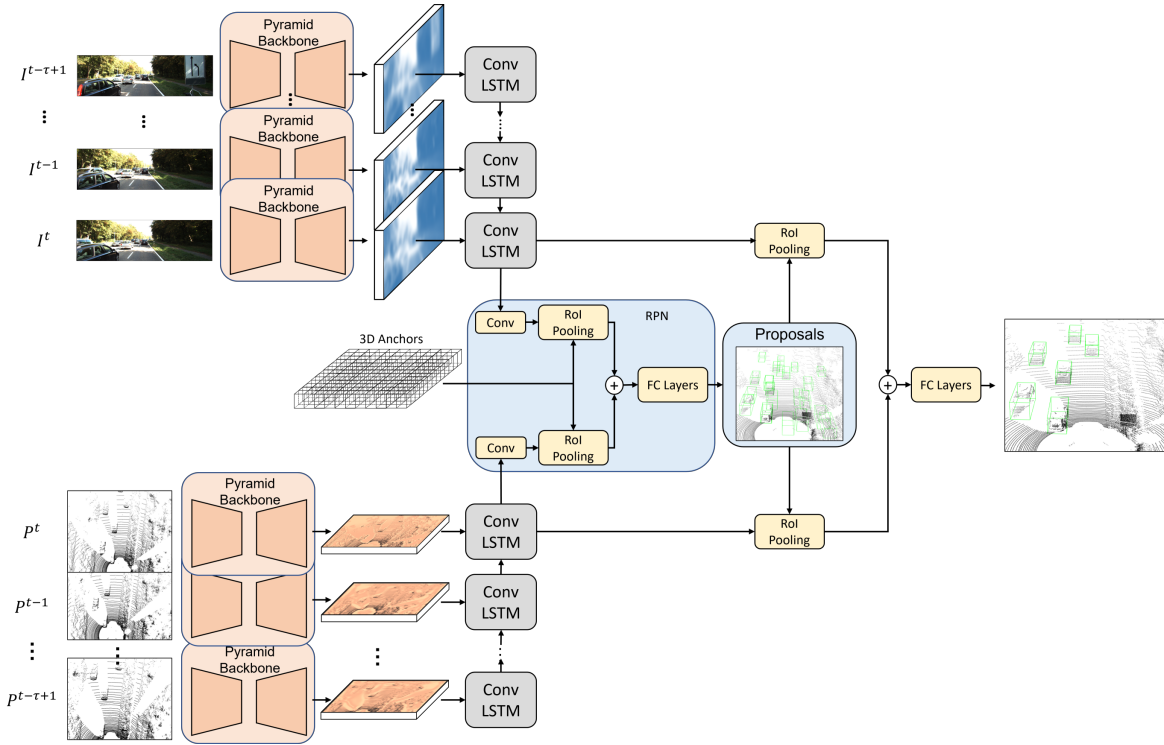 Pyramid
Backbone
I^{t-τ+1}
Conv
LSTM
Pyramid
Backbone
I^{t-1}
Conv
LSTM
Pyramid
Backbone
I^t
Conv
LSTM
RoI
Pooling
RPN
Conv
RoI
Pooling
3D Anchors
Proposals
FC Layers
FC Layers
Conv
RoI
Pooling
Pyramid
Backbone
P^t
Conv
LSTM
RoI
Pooling
P^{t-1}
Conv
LSTM
Pyramid
Backbone
P^{t-τ+1}
Conv
LSTM